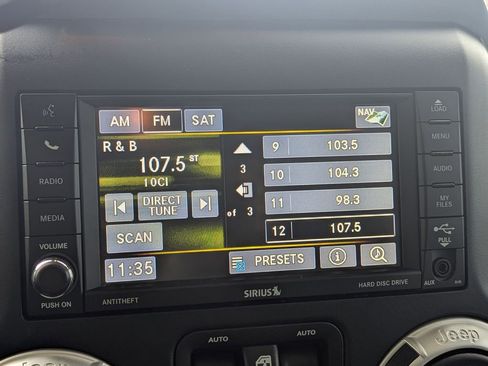 AM FM SAT NAV
R & B
107.5 ST
10CI
DIRECT
TUNE
SCAN
11:35
3
of 3
9 103.5
10 104.3
11 98.3
12 107.5
PRESETS
RADIO
MEDIA
VOLUME
PUSH ON
ANTITHEFT
SIRIUS
HARD DISC DRIVE
LOAD
MENU
AUDIO
MY
FILES
PULL
AUX
AUTO
AUTO
Jeep
Jeep